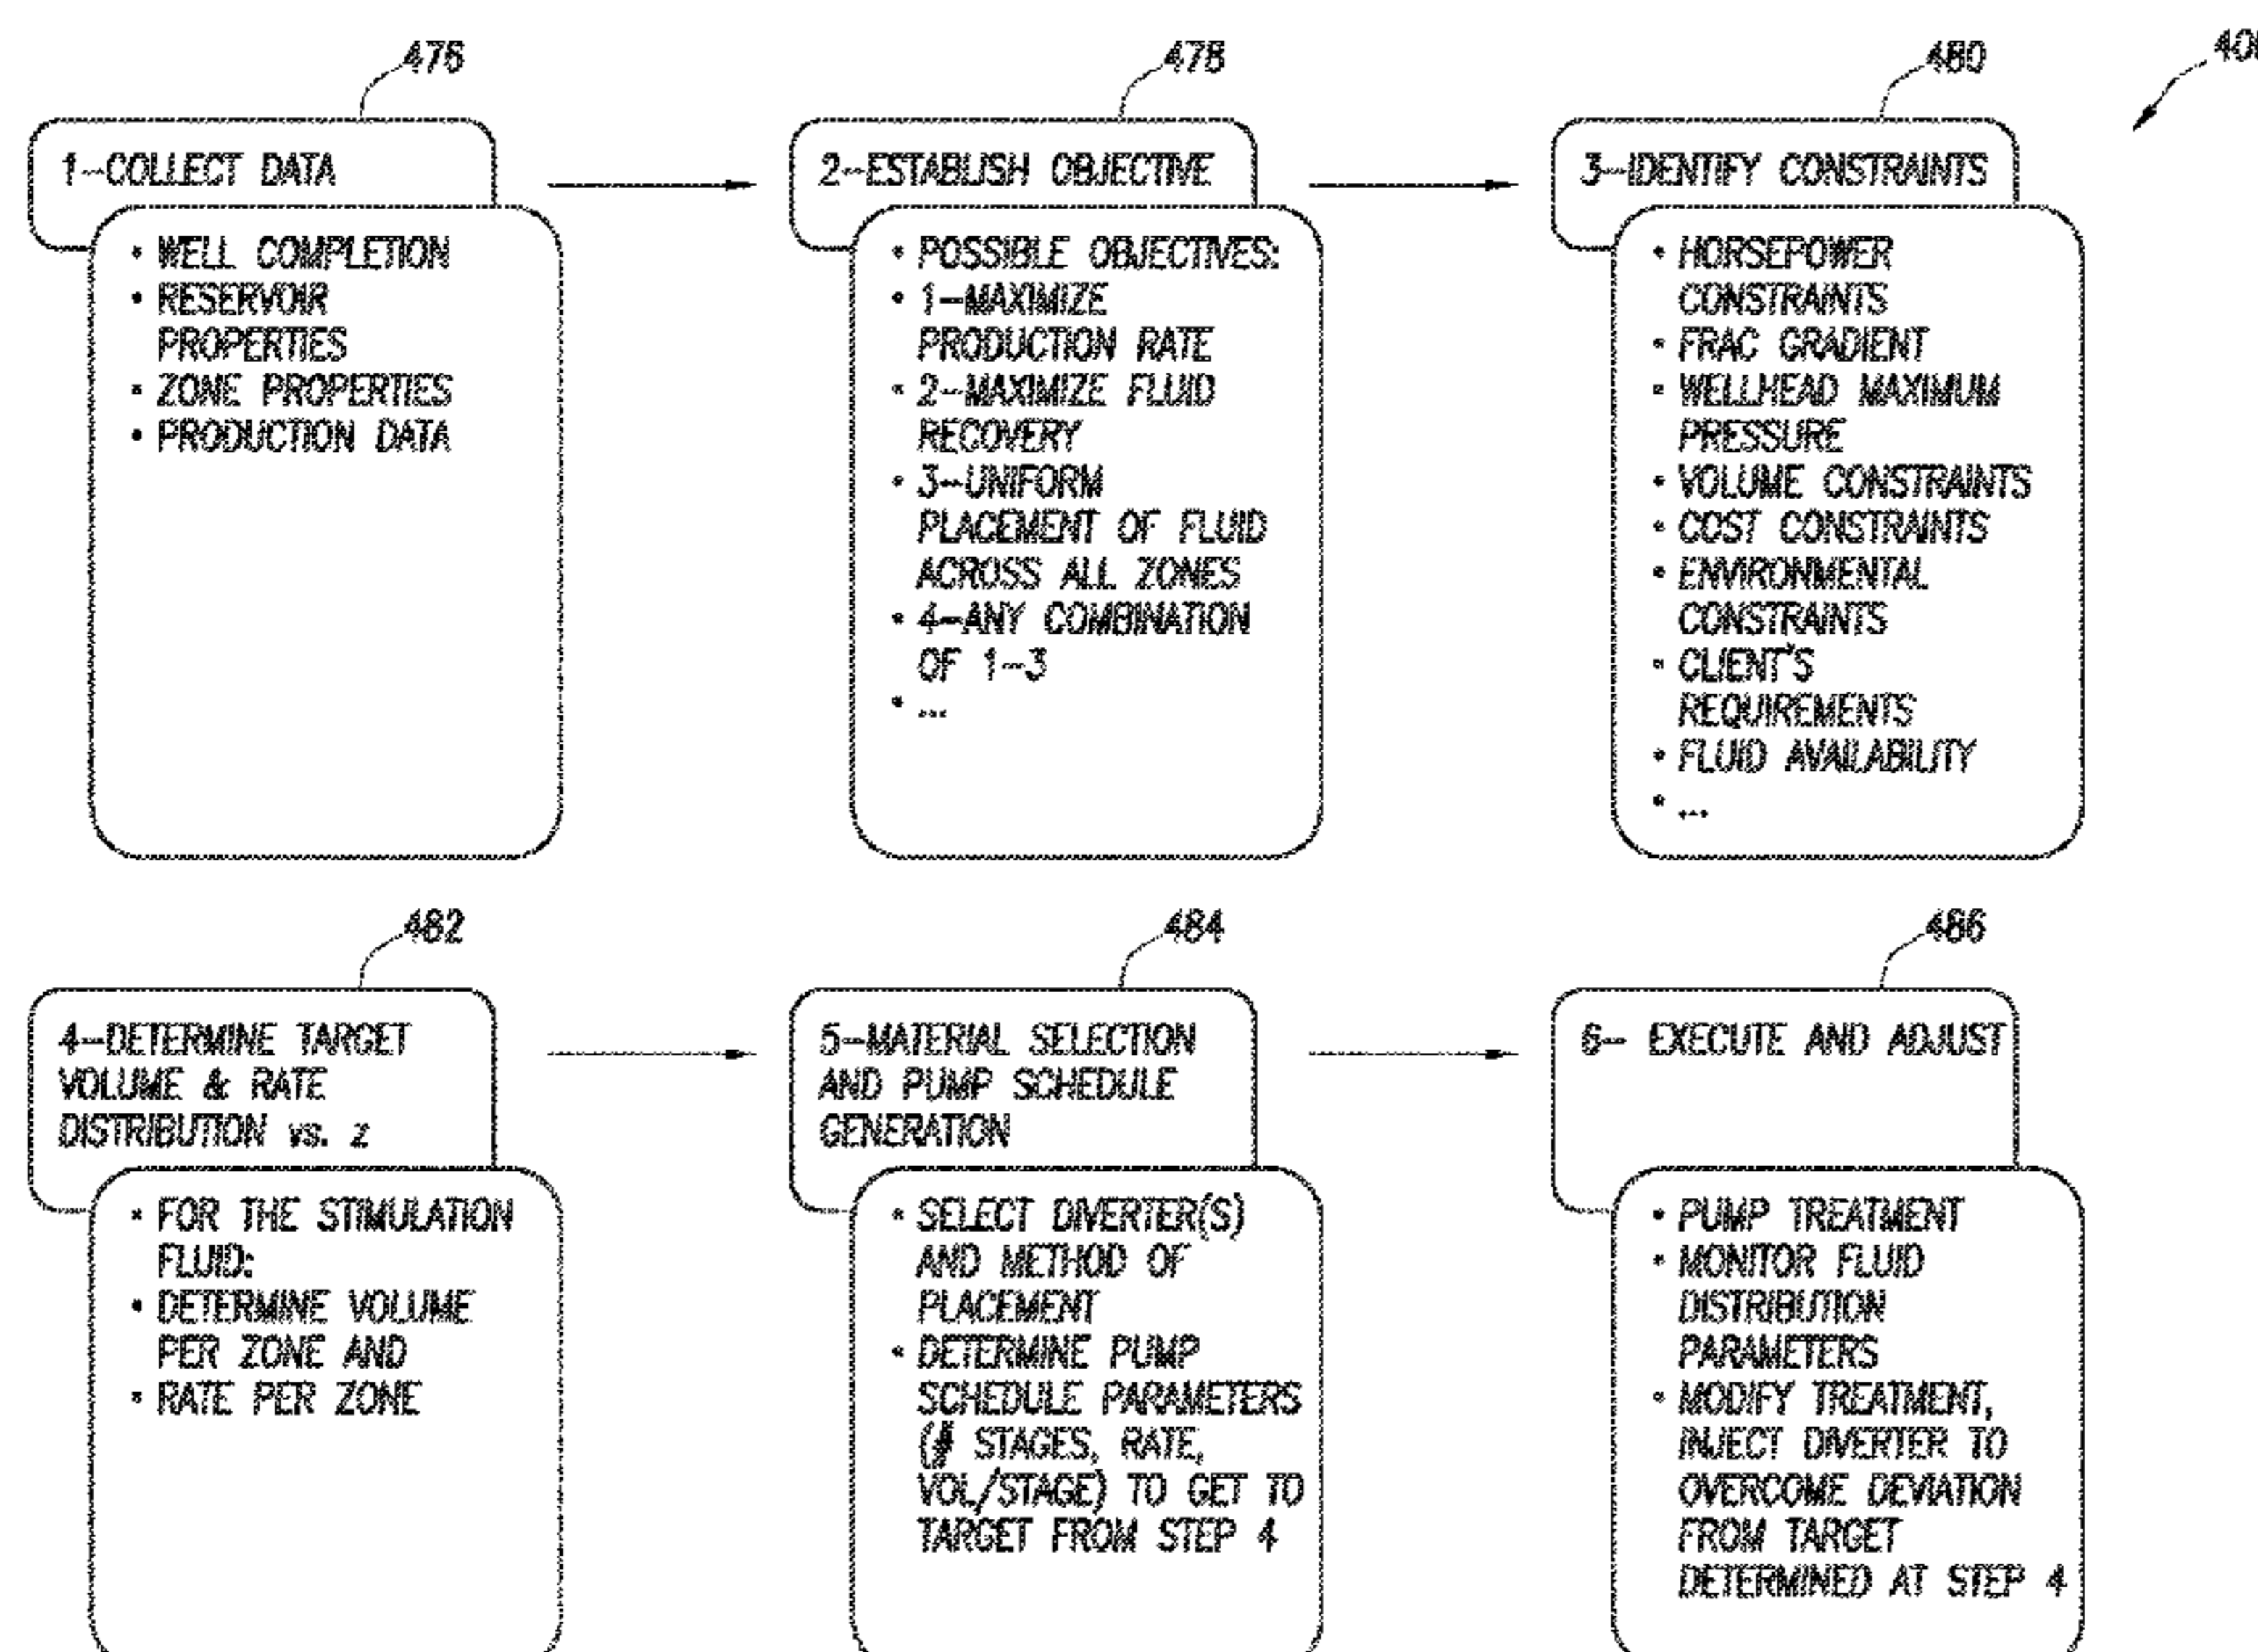 476
478
480
1--COLLECT DATA
2--ESTABLISH OBJECTIVE
3--IDENTIFY CONSTRAINTS
• WELL COMPLETION
• RESERVOIR
PROPERTIES
• ZONE PROPERTIES
• PRODUCTION DATA
• POSSIBLE OBJECTIVES:
• 1--MAXIMIZE
PRODUCTION RATE
• 2--MAXIMIZE FLUID
RECOVERY
• 3--UNIFORM
PLACEMENT OF FLUID
ACROSS ALL ZONES
• 4--ANY COMBINATION
OF 1--3
• ...
• HORSEPOWER
CONSTRAINTS
• FRAC GRADIENT
• WELLHEAD MAXIMUM
PRESSURE
• VOLUME CONSTRAINTS
• COST CONSTRAINTS
• ENVIRONMENTAL
CONSTRAINTS
• CLIENT'S
REQUIREMENTS
• FLUID AVAILABILITY
• ...
482
484
486
4--DETERMINE TARGET
VOLUME & RATE
DISTRIBUTION vs. z
5--MATERIAL SELECTION
AND PUMP SCHEDULE
GENERATION
6-- EXECUTE AND ADJUST
• FOR THE STIMULATION
FLUID:
• DETERMINE VOLUME
PER ZONE AND
• RATE PER ZONE
• SELECT DIVERTER(S)
AND METHOD OF
PLACEMENT
• DETERMINE PUMP
SCHEDULE PARAMETERS
(# STAGES, RATE,
VOL/STAGE) TO GET TO
TARGET FROM STEP 4
• PUMP TREATMENT
• MONITOR FLUID
DISTRIBUTION
PARAMETERS
• MODIFY TREATMENT,
INJECT DIVERTER TO
OVERCOME DEVIATION
FROM TARGET
DETERMINED AT STEP 4